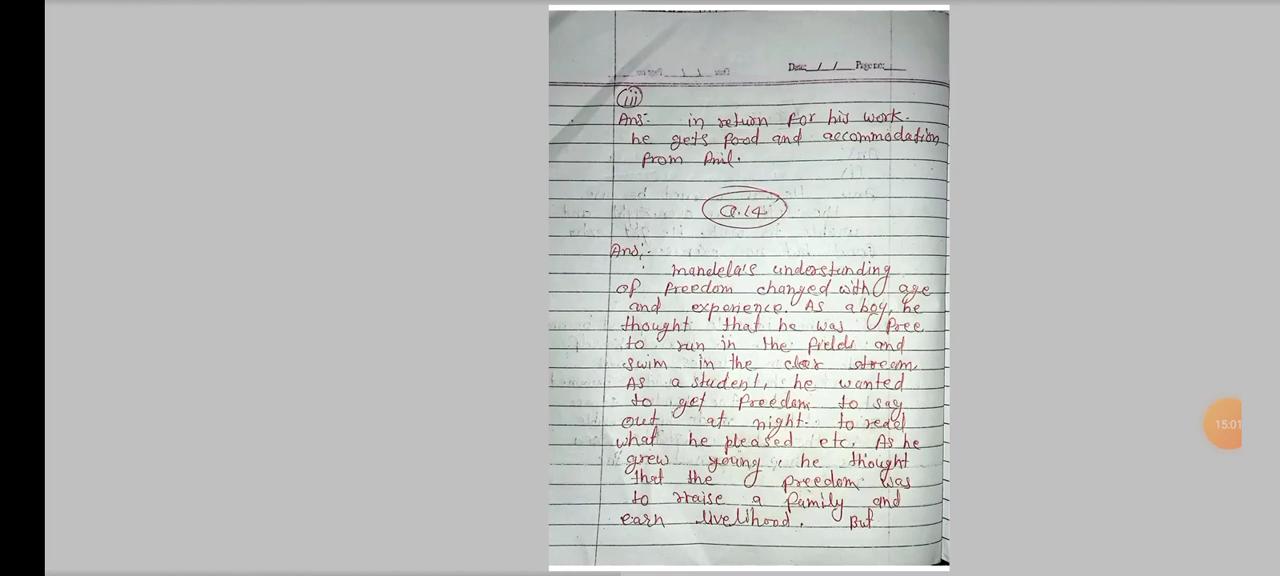 Date: / / Page no:
(iii)
Ans:- in return for his work.
he gets food and accommodation
from Anil.
Q.14
Ans:-
mandela's understanding
of freedom changed with age
and experience. As a boy, he
thought that he was free
to run in the fields and
swim in the clear stream.
As a student, he wanted
to get freedom to say
out at night. to read
what he pleased etc. As he
grew young, he thought
that the freedom was
to raise a family and
earn livelihood. But
15:01